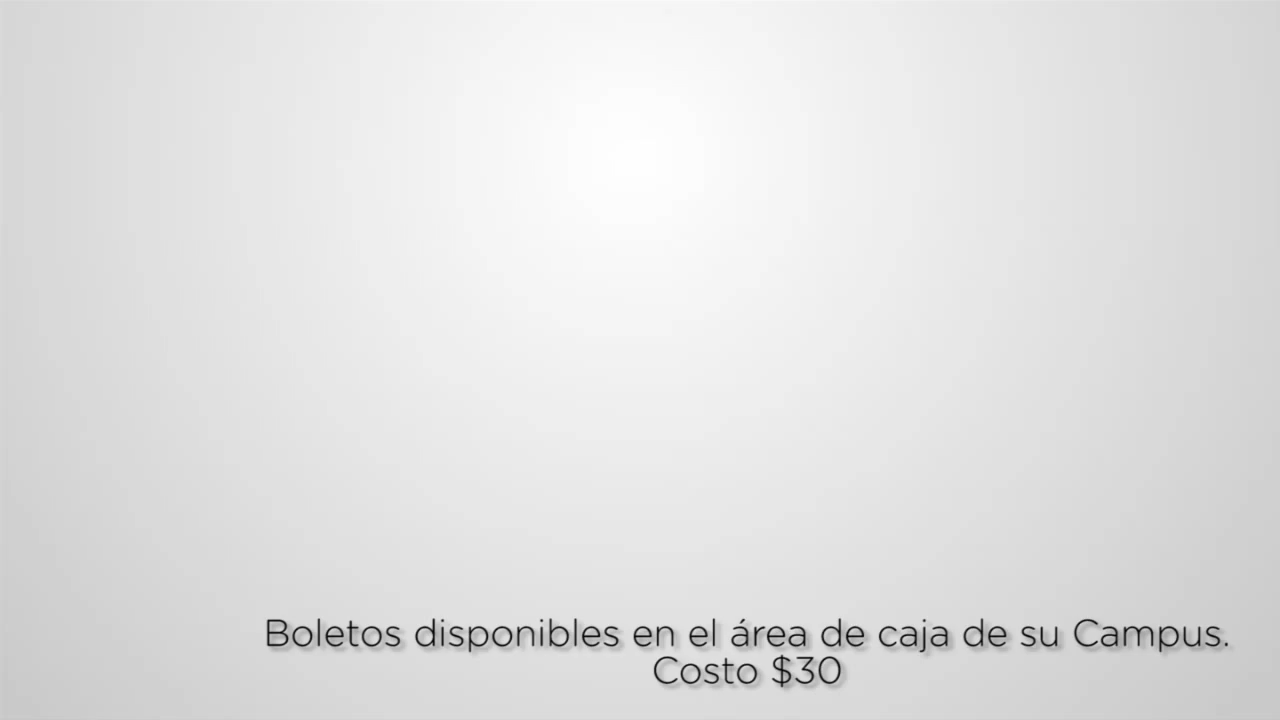 Boletos disponibles en el área de caja de su Campus.
Costo $30